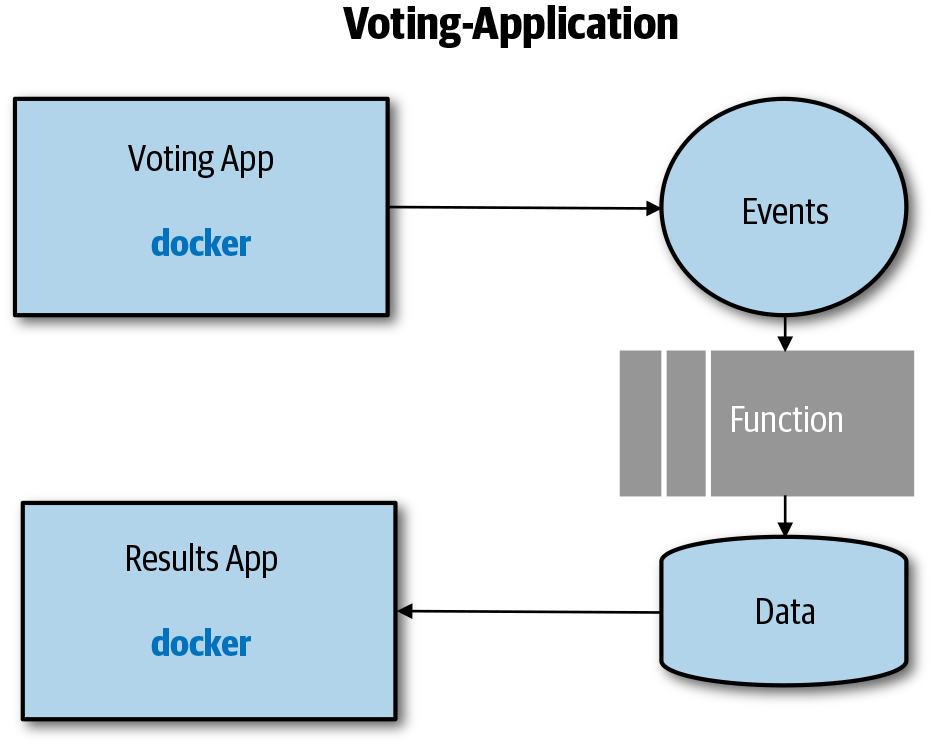 Voting-Application
Voting App
docker
Events
Function
Results App
docker
Data